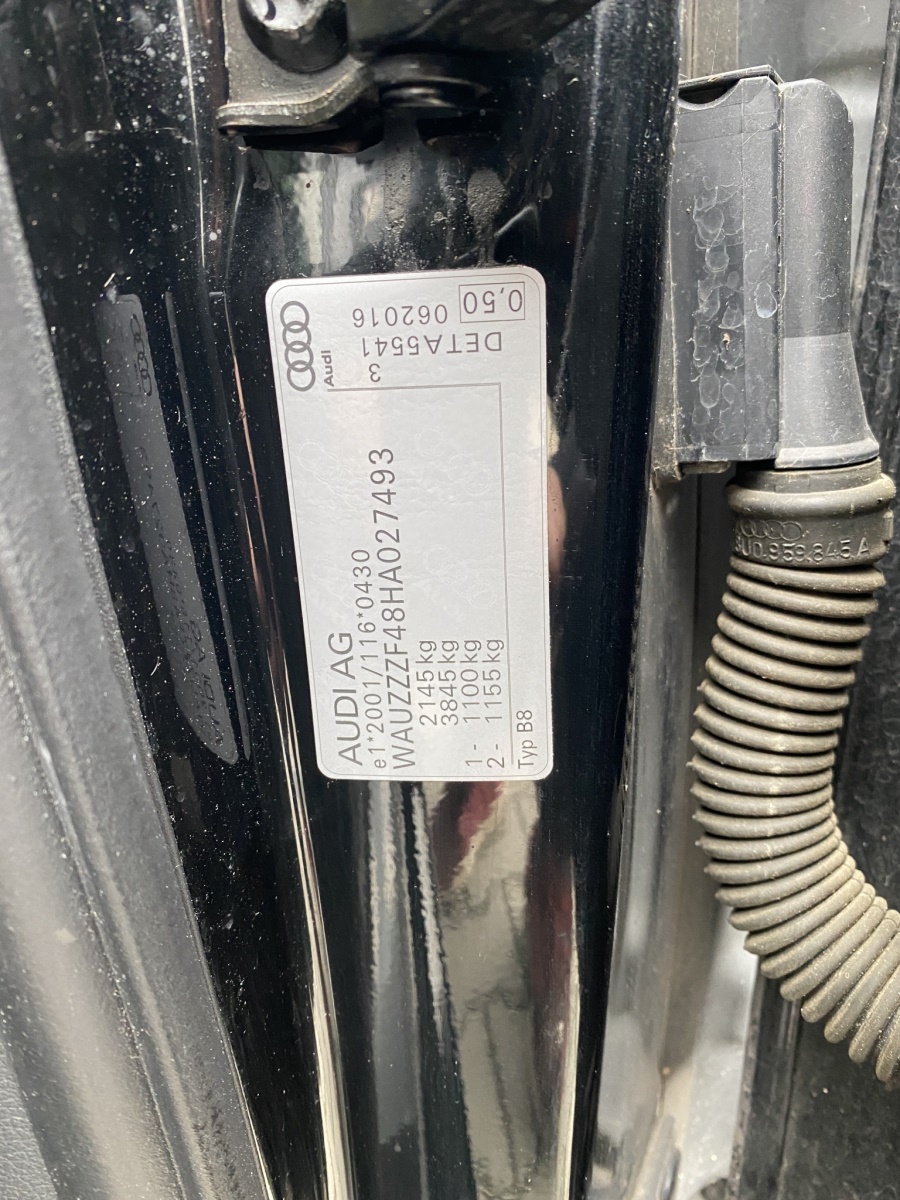 AUDI AG
e1*2001/116*0430
WAUZZZF48HA027493
2145kg
3845kg
1- 1100kg
2- 1155kg
Typ B8
Audi
3
DETA5541
062016
0,50
959.845.A